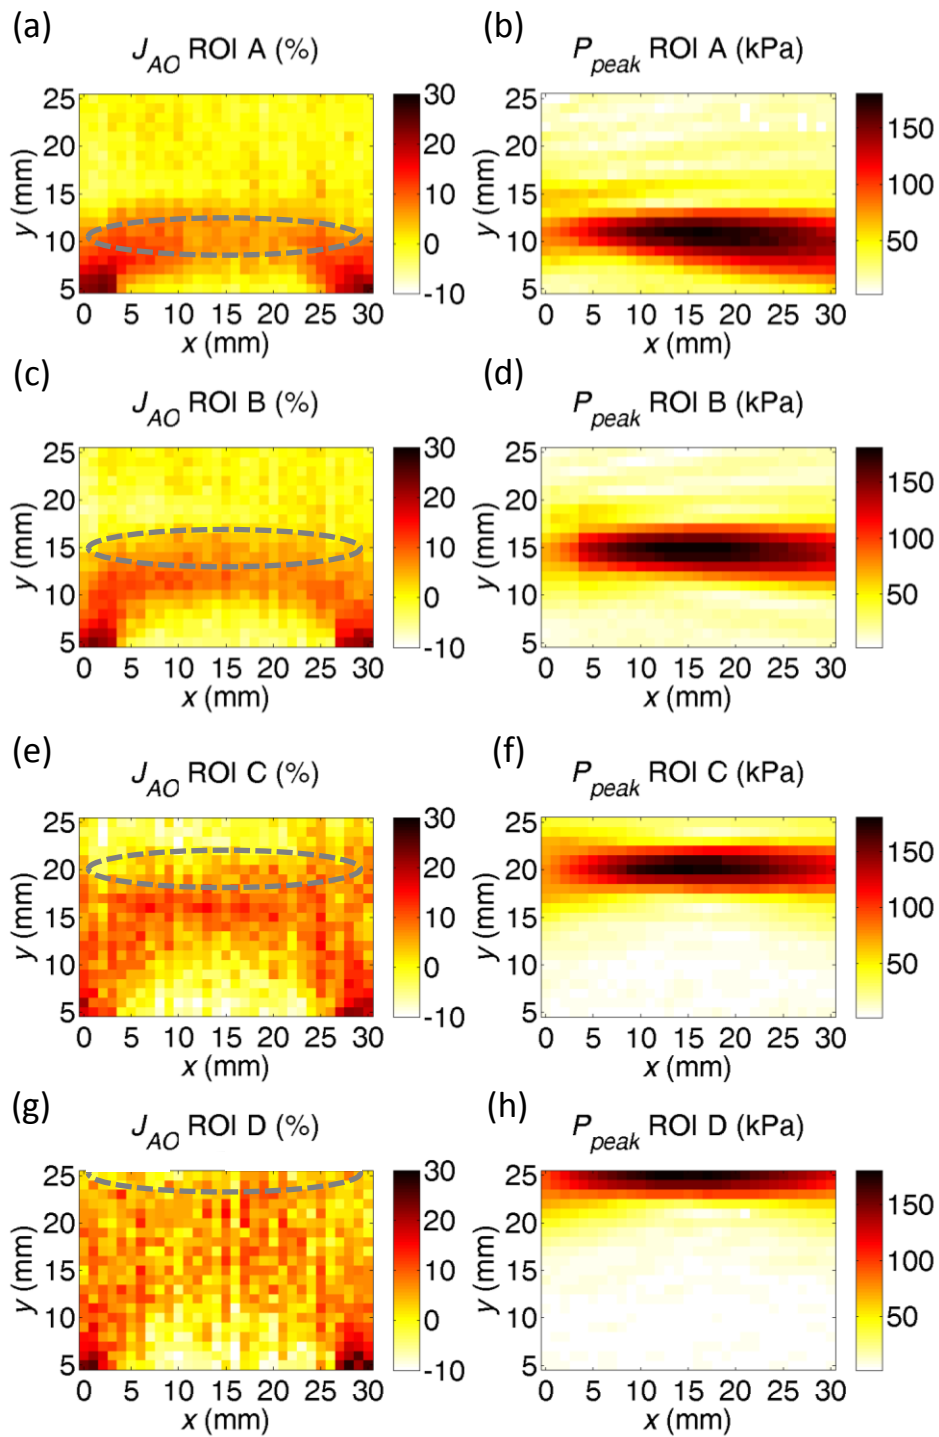 (a)
J_AO ROI A (%)
25
20
15
10
5
y (mm)
0 5 10 15 20 25 30
x (mm)
30
20
10
0
-10
(b)
P_peak ROI A (kPa)
25
20
15
10
5
y (mm)
0 5 10 15 20 25 30
x (mm)
150
100
50
(c)
J_AO ROI B (%)
25
20
15
10
5
y (mm)
0 5 10 15 20 25 30
x (mm)
30
20
10
0
-10
(d)
P_peak ROI B (kPa)
25
20
15
10
5
y (mm)
0 5 10 15 20 25 30
x (mm)
150
100
50
(e)
J_AO ROI C (%)
25
20
15
10
5
y (mm)
0 5 10 15 20 25 30
x (mm)
30
20
10
0
-10
(f)
P_peak ROI C (kPa)
25
20
15
10
5
y (mm)
0 5 10 15 20 25 30
x (mm)
150
100
50
(g)
J_AO ROI D (%)
25
20
15
10
5
y (mm)
0 5 10 15 20 25 30
x (mm)
30
20
10
0
-10
(h)
P_peak ROI D (kPa)
25
20
15
10
5
y (mm)
0 5 10 15 20 25 30
x (mm)
150
100
50